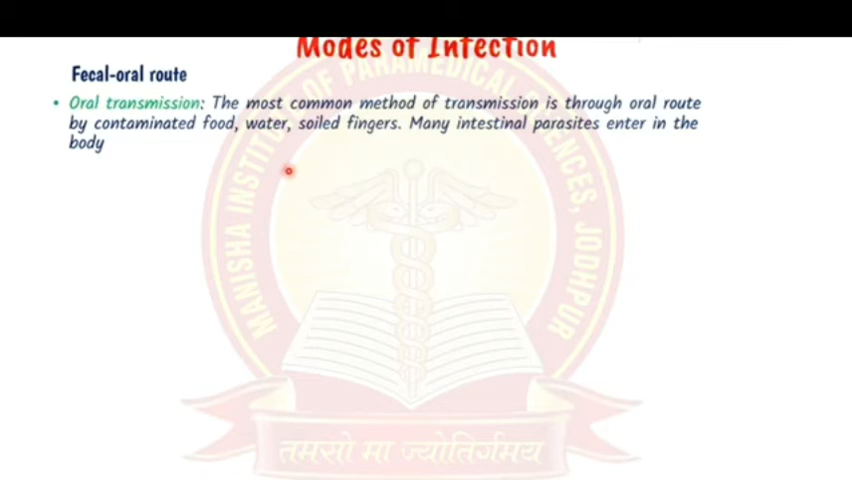 Modes of Infection
Fecal-oral route
• Oral transmission: The most common method of transmission is through oral route
by contaminated food, water, soiled fingers. Many intestinal parasites enter in the
body
MANISHA INSTITUTE OF PARAMEDICAL SCIENCES, JODHPUR
तमसो मा ज्योतिर्गमय